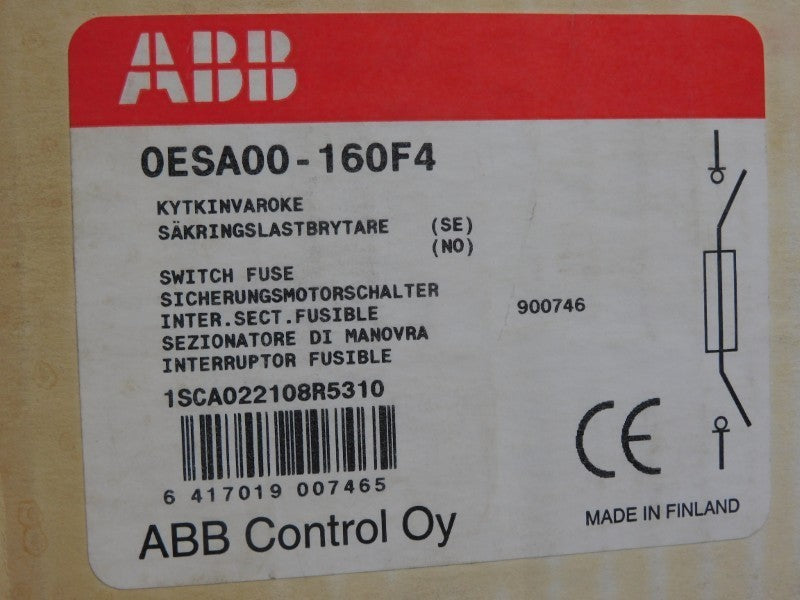 ABB
OESA00-160F4
KYTKINVAROKE
SÄKRINGSLASTBRYTARE (SE)
(NO)
SWITCH FUSE
SICHERUNGSMOTORSCHALTER
INTER.SECT.FUSIBLE
SEZIONATORE DI MANOVRA
INTERRUPTOR FUSIBLE
900746
1SCA022108R5310
6 417019 007465
CE
ABB Control Oy
MADE IN FINLAND